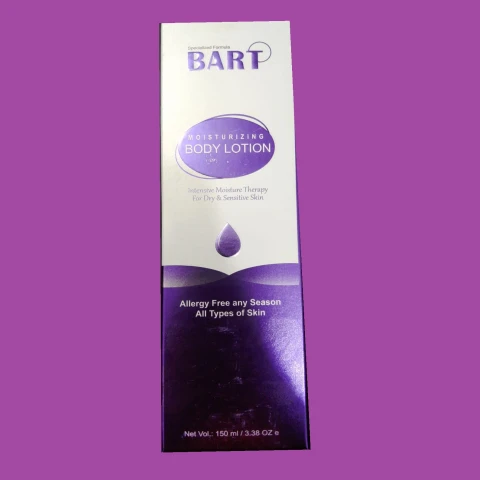 Specialized Formula
BART
MOISTURIZING
BODY LOTION
Intensive Moisture Therapy
For Dry & Sensitive Skin
Allergy Free any Season
All Types of Skin
Net Vol.: 150 ml / 3.38 OZ e